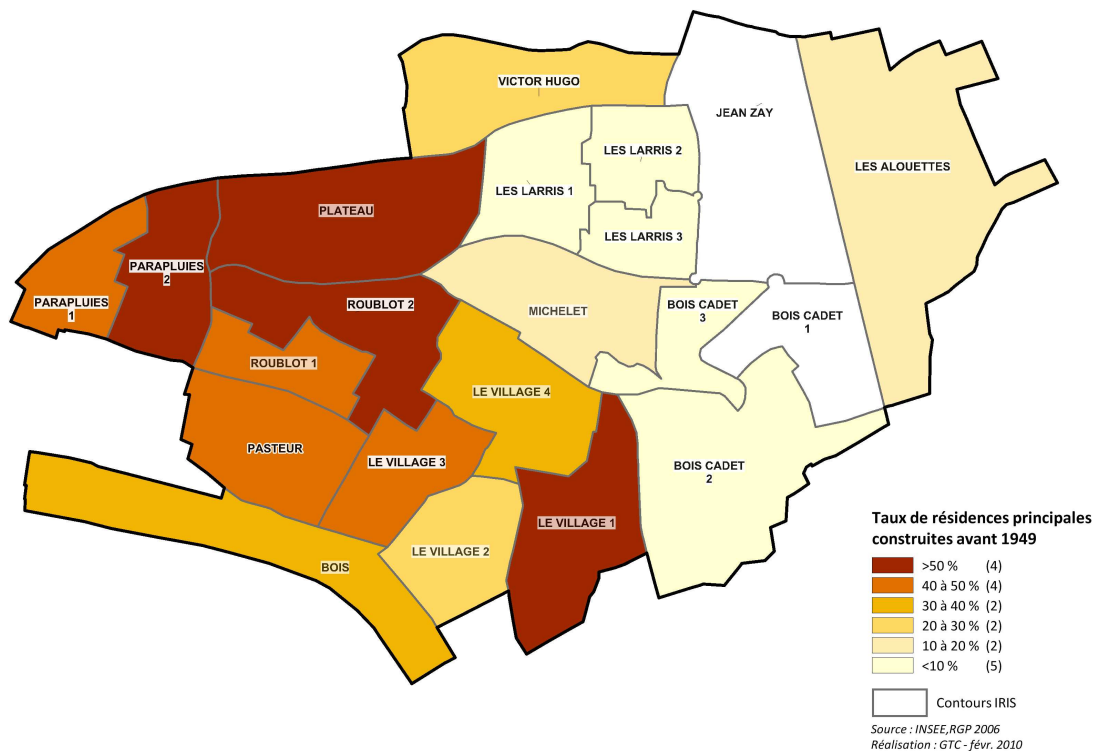 VICTOR HUGO
JEAN ZAY
LES LARRIS 2
LES ALOUETTES
LES LARRIS 1
PLATEAU
LES LARRIS 3
PARAPLUIES
2
PARAPLUIES
1
ROUBLOT 2
MICHELET
BOIS CADET
3
BOIS CADET
1
ROUBLOT 1
LE VILLAGE 4
PASTEUR
LE VILLAGE 3
BOIS CADET
2
LE VILLAGE 1
LE VILLAGE 2
BOIS
Taux de résidences principales
construites avant 1949
>50 % (4)
40 à 50 % (4)
30 à 40 % (2)
20 à 30 % (2)
10 à 20 % (2)
<10 % (5)
Contours IRIS
Source : INSEE,RGP 2006
Réalisation : GTC - févr. 2010